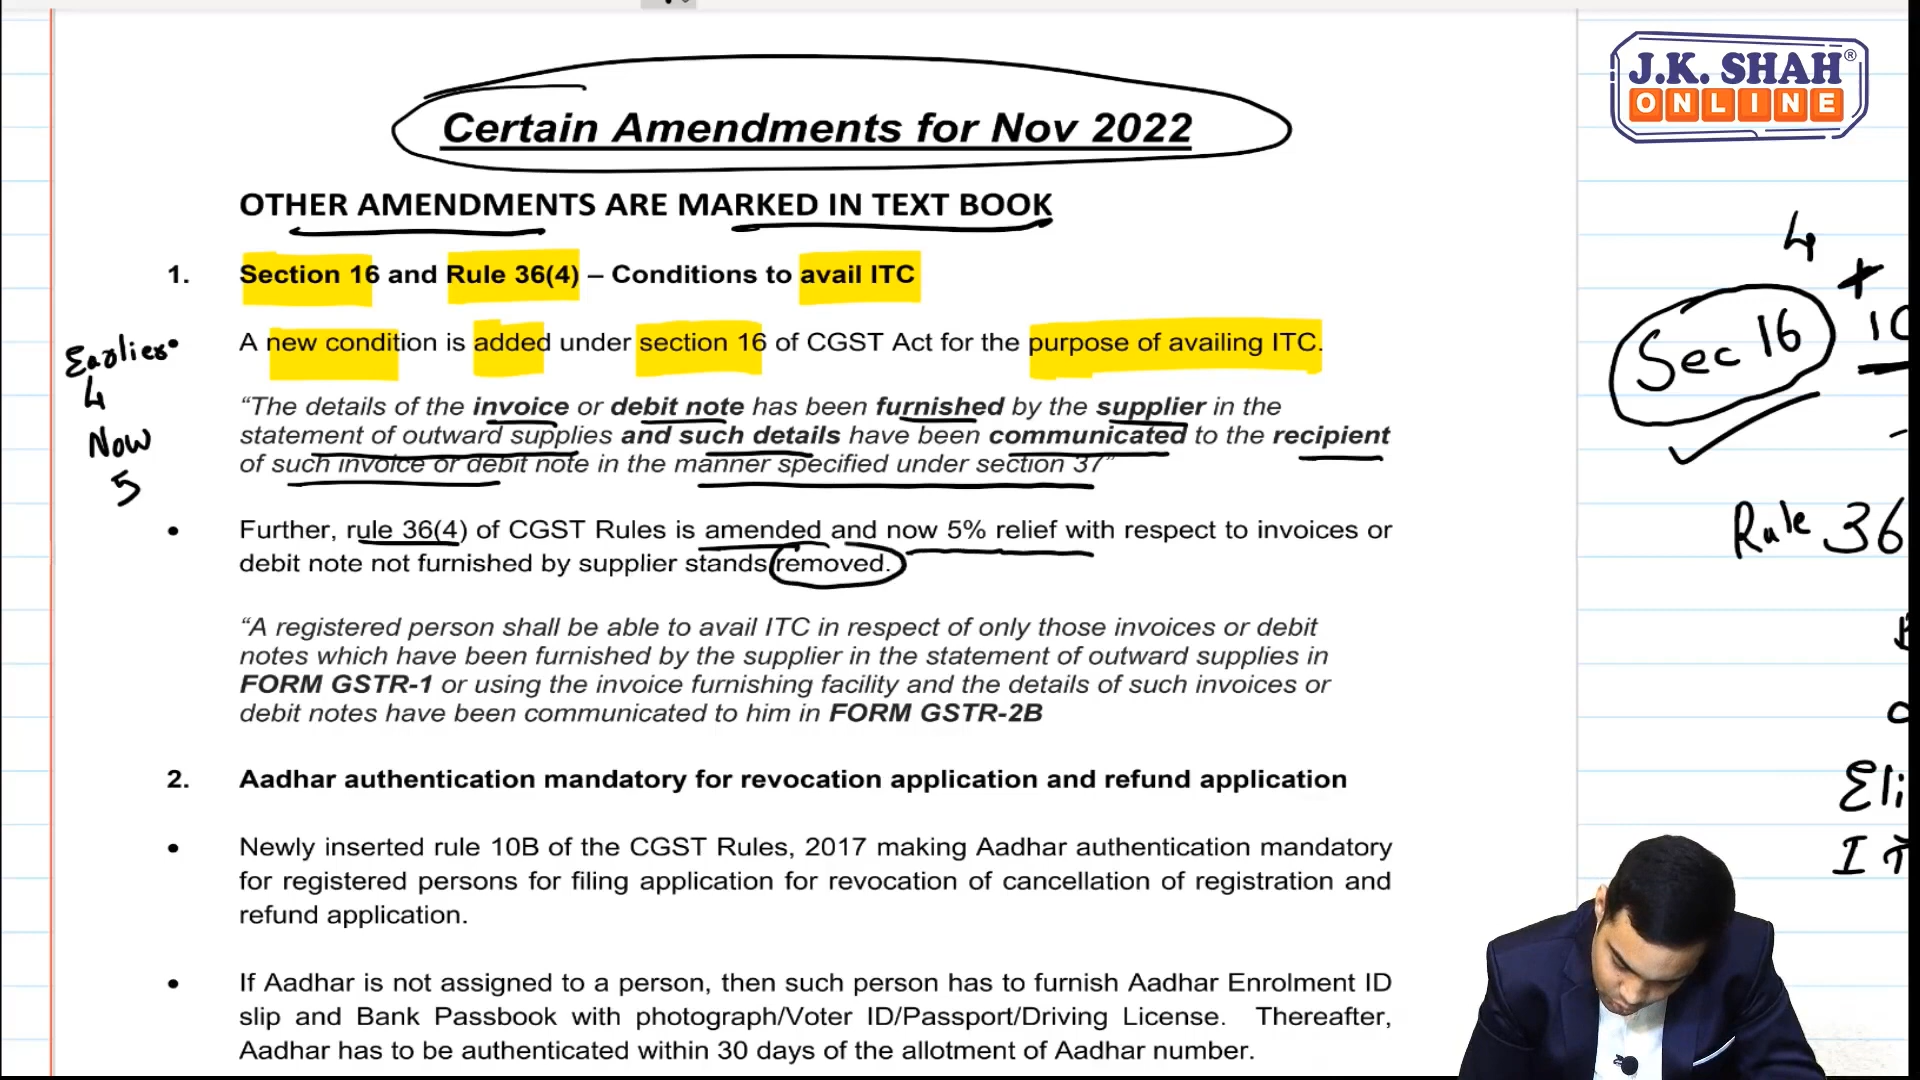 J.K. SHAH®
ONLINE
Certain Amendments for Nov 2022
OTHER AMENDMENTS ARE MARKED IN TEXT BOOK
1. Section 16 and Rule 36(4) – Conditions to avail ITC
• A new condition is added under section 16 of CGST Act for the purpose of availing ITC.
“The details of the invoice or debit note has been furnished by the supplier in the
statement of outward supplies and such details have been communicated to the recipient
of such invoice or debit note in the manner specified under section 37”
• Further, rule 36(4) of CGST Rules is amended and now 5% relief with respect to invoices or
debit note not furnished by supplier stands removed.
“A registered person shall be able to avail ITC in respect of only those invoices or debit
notes which have been furnished by the supplier in the statement of outward supplies in
FORM GSTR-1 or using the invoice furnishing facility and the details of such invoices or
debit notes have been communicated to him in FORM GSTR-2B
2. Aadhar authentication mandatory for revocation application and refund application
• Newly inserted rule 10B of the CGST Rules, 2017 making Aadhar authentication mandatory
for registered persons for filing application for revocation of cancellation of registration and
refund application.
• If Aadhar is not assigned to a person, then such person has to furnish Aadhar Enrolment ID
slip and Bank Passbook with photograph/Voter ID/Passport/Driving License. Thereafter,
Aadhar has to be authenticated within 30 days of the allotment of Aadhar number.
Earlier
4
Now
5
4
+
Sec 16
10
Rule 36
Eli
I T